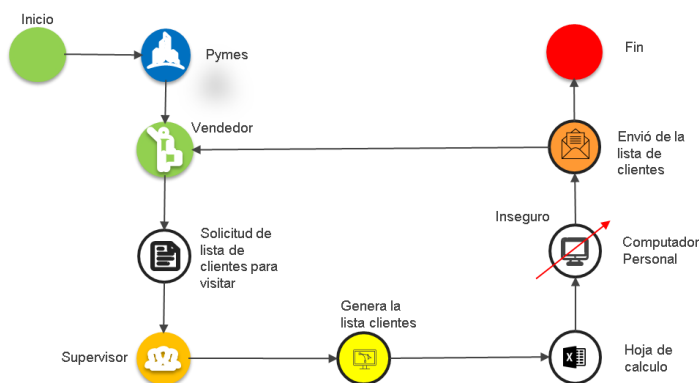 Inicio
Pymes
Fin
Vendedor
Envió de la
lista de
clientes
Solicitud de
lista de
clientes para
visitar
Inseguro
Computador
Personal
Genera la
lista clientes
Supervisor
Hoja de
calculo
X